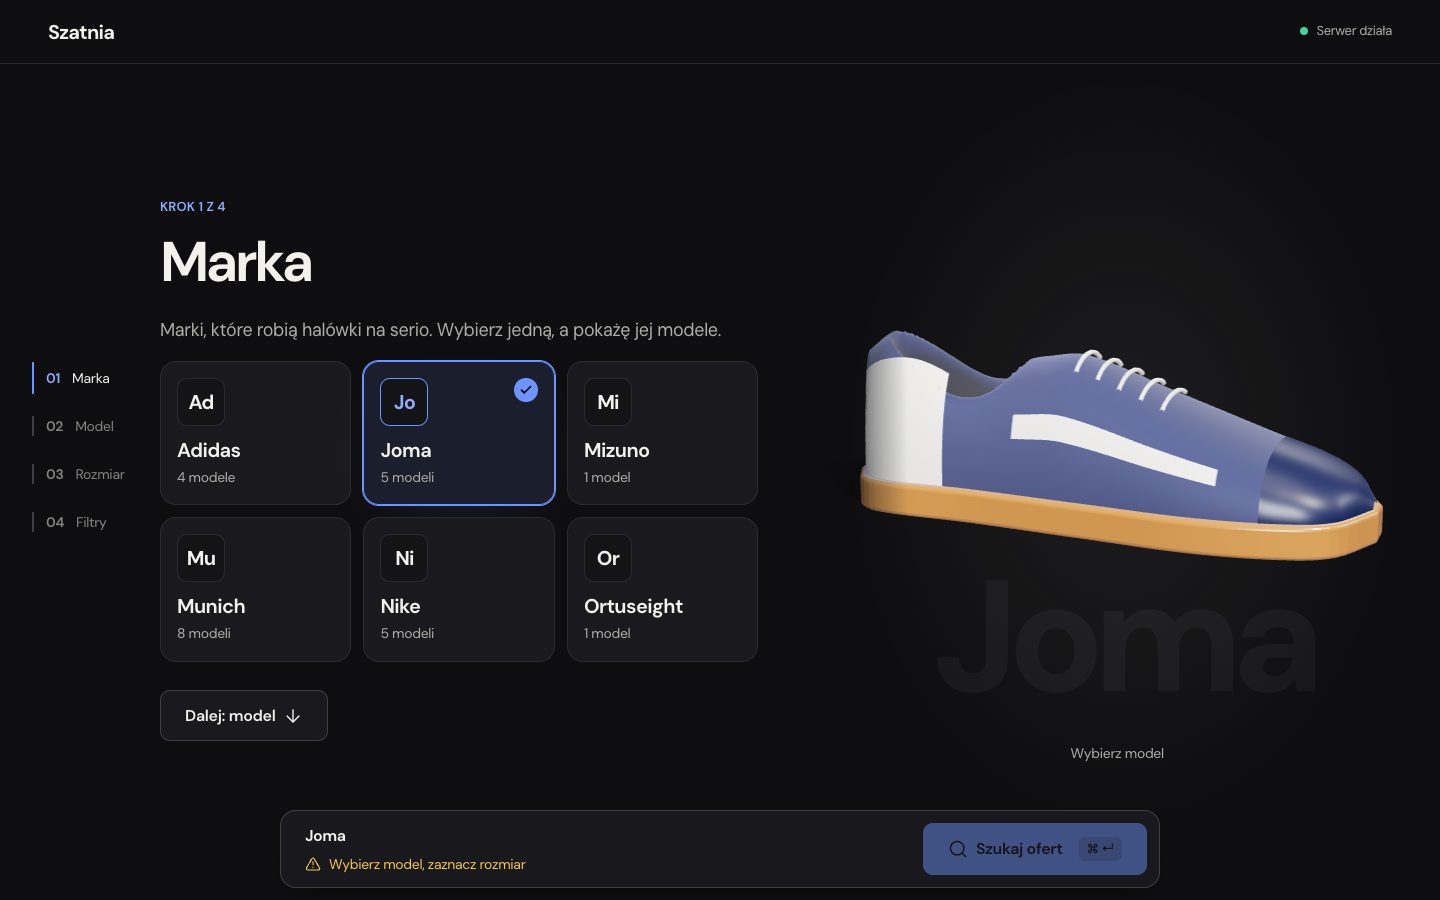 Szatnia
Serwer działa
KROK 1 Z 4
Marka
Marki, które robią halówki na serio. Wybierz jedną, a pokażę jej modele.
01 Marka
02 Model
03 Rozmiar
04 Filtry
Ad
Adidas
4 modele
Jo
Joma
5 modeli
Mi
Mizuno
1 model
Mu
Munich
8 modeli
Ni
Nike
5 modeli
Or
Ortuseight
1 model
Dalej: model
Joma
Wybierz model
Joma
Wybierz model, zaznacz rozmiar
Szukaj ofert ⌘ ↵